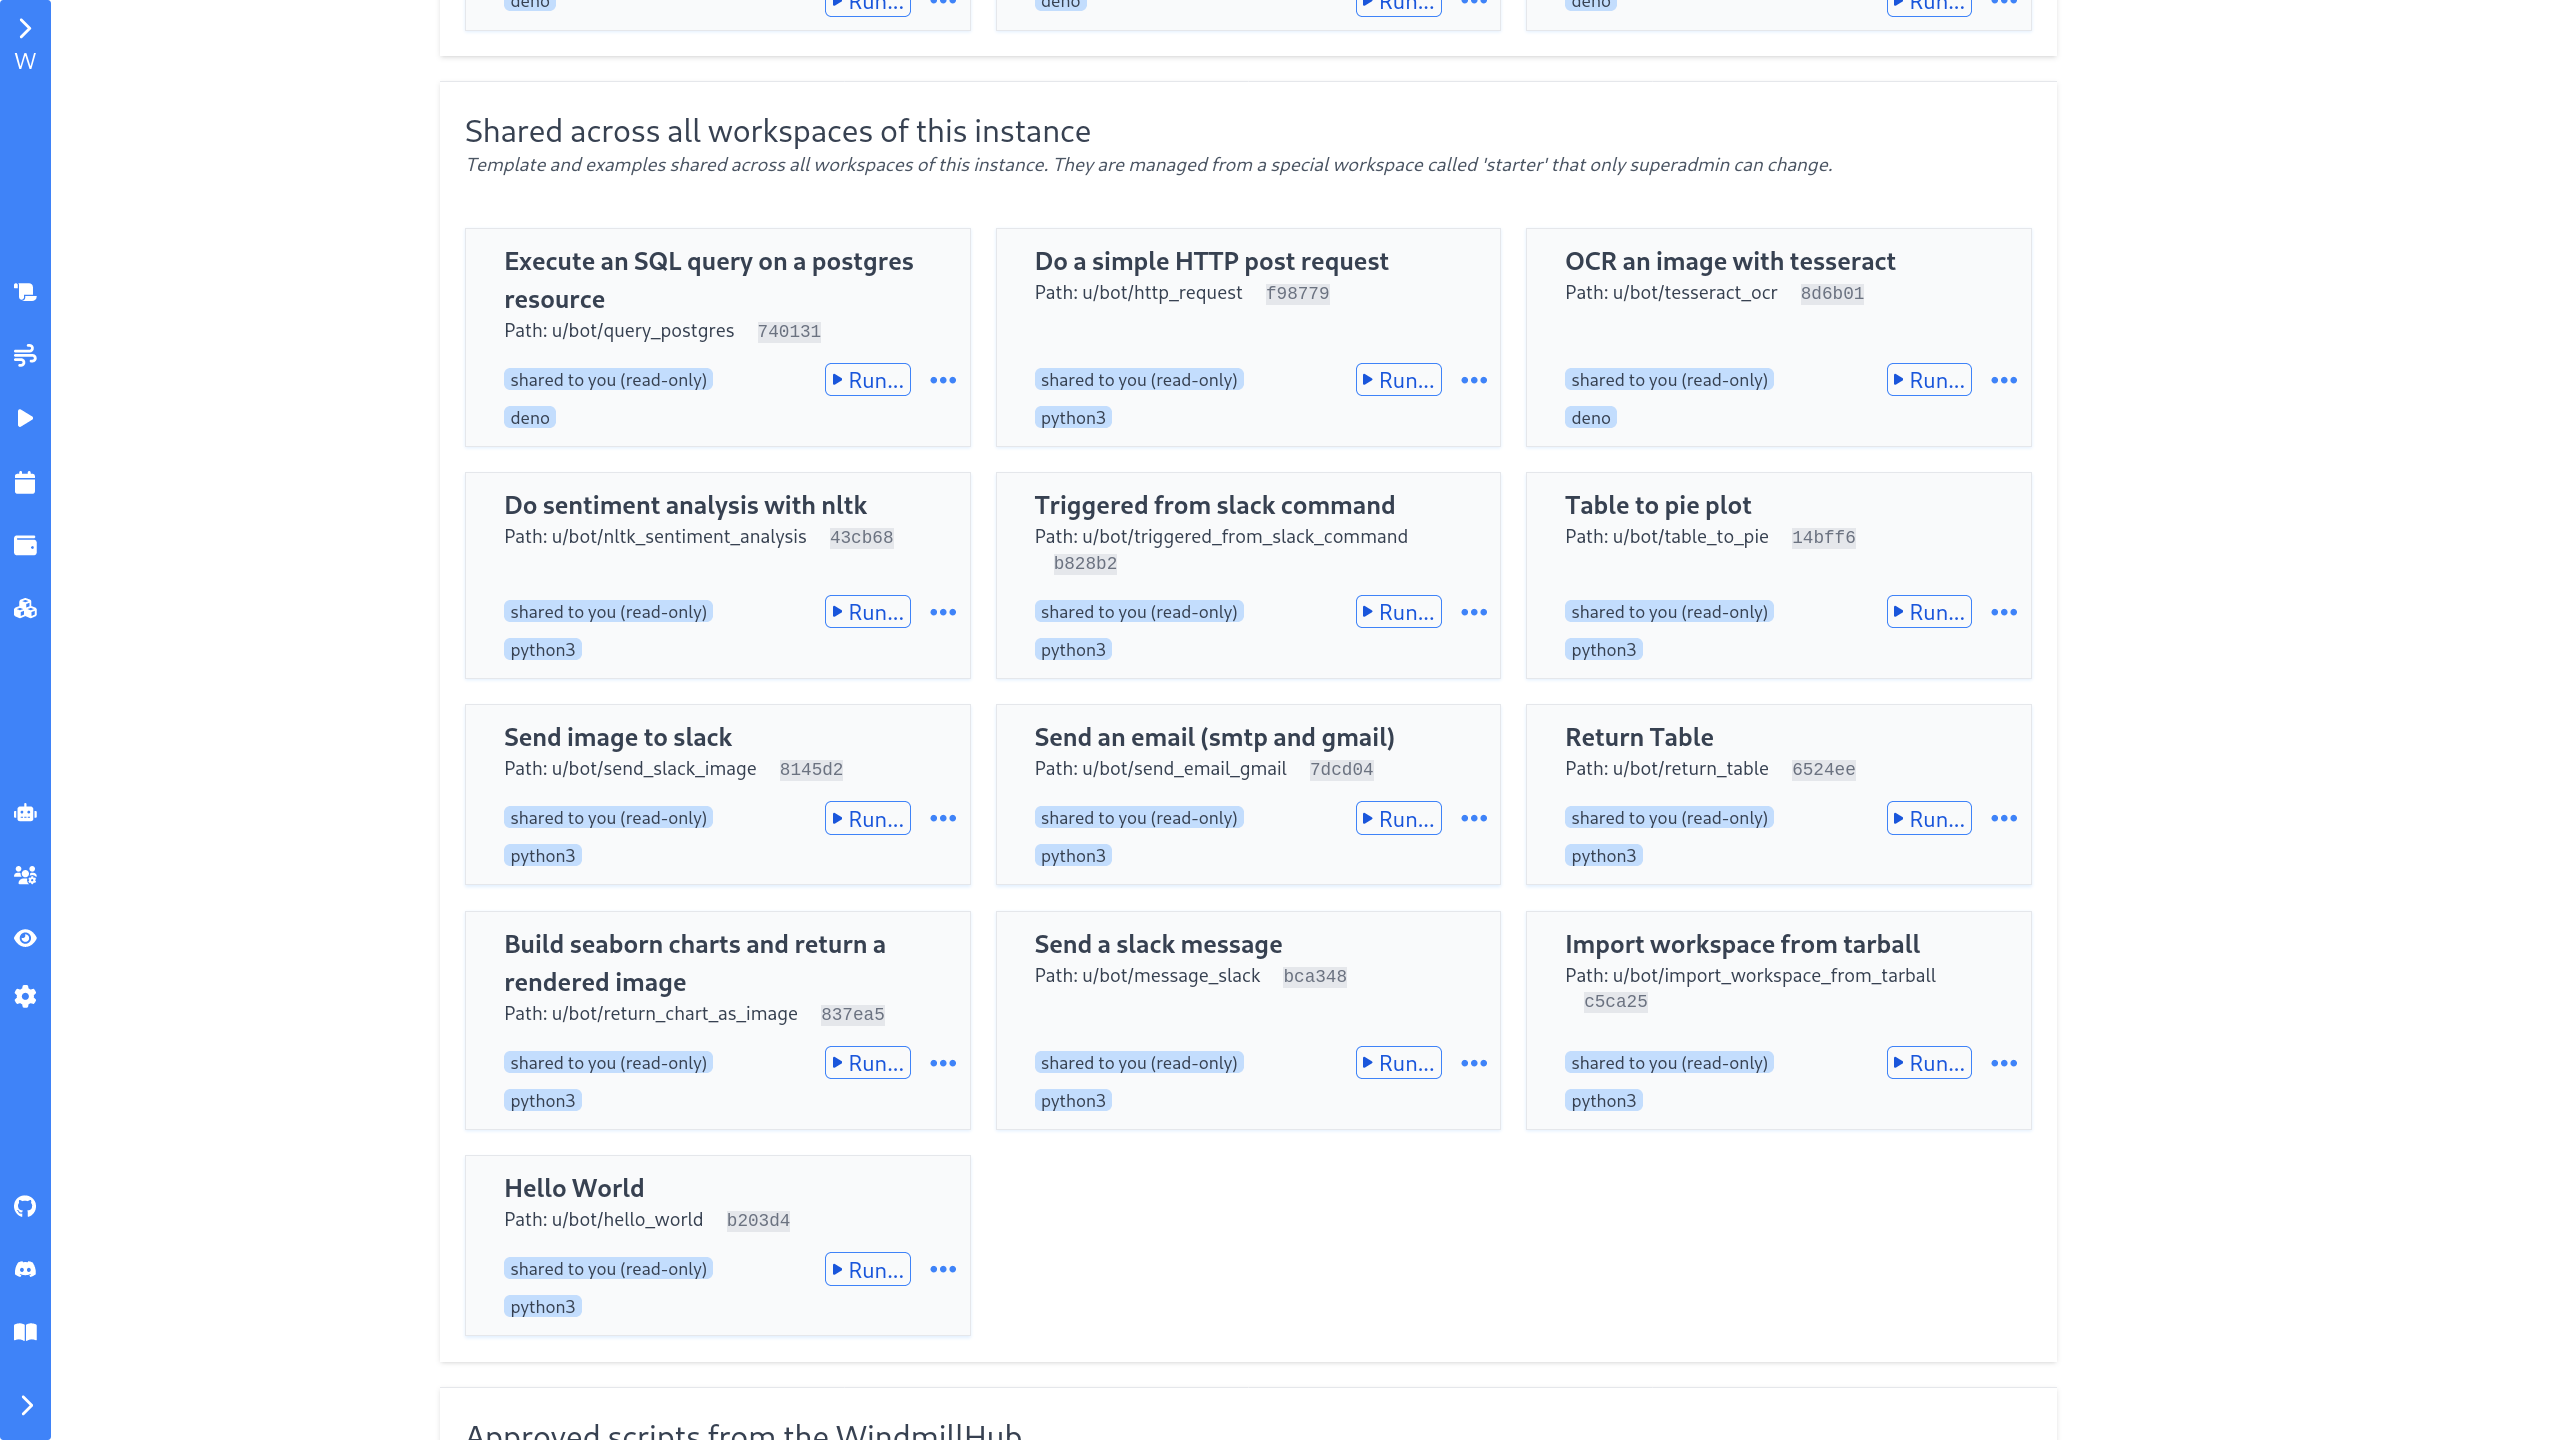 W
deno
Run...
deno
Run...
deno
Run...
Shared across all workspaces of this instance
Template and examples shared across all workspaces of this instance. They are managed from a special workspace called 'starter' that only superadmin can change.
Execute an SQL query on a postgres
resource
Path: u/bot/query_postgres 740131
shared to you (read-only)
Run...
deno
Do a simple HTTP post request
Path: u/bot/http_request f98779
shared to you (read-only)
Run...
python3
OCR an image with tesseract
Path: u/bot/tesseract_ocr 8d6b01
shared to you (read-only)
Run...
deno
Do sentiment analysis with nltk
Path: u/bot/nltk_sentiment_analysis 43cb68
shared to you (read-only)
Run...
python3
Triggered from slack command
Path: u/bot/triggered_from_slack_command
b828b2
shared to you (read-only)
Run...
python3
Table to pie plot
Path: u/bot/table_to_pie 14bff6
shared to you (read-only)
Run...
python3
Send image to slack
Path: u/bot/send_slack_image 8145d2
shared to you (read-only)
Run...
python3
Send an email (smtp and gmail)
Path: u/bot/send_email_gmail 7dcd04
shared to you (read-only)
Run...
python3
Return Table
Path: u/bot/return_table 6524ee
shared to you (read-only)
Run...
python3
Build seaborn charts and return a
rendered image
Path: u/bot/return_chart_as_image 837ea5
shared to you (read-only)
Run...
python3
Send a slack message
Path: u/bot/message_slack bca348
shared to you (read-only)
Run...
python3
Import workspace from tarball
Path: u/bot/import_workspace_from_tarball
c5ca25
shared to you (read-only)
Run...
python3
Hello World
Path: u/bot/hello_world b203d4
shared to you (read-only)
Run...
python3
Approved scripts from the WindmillHub